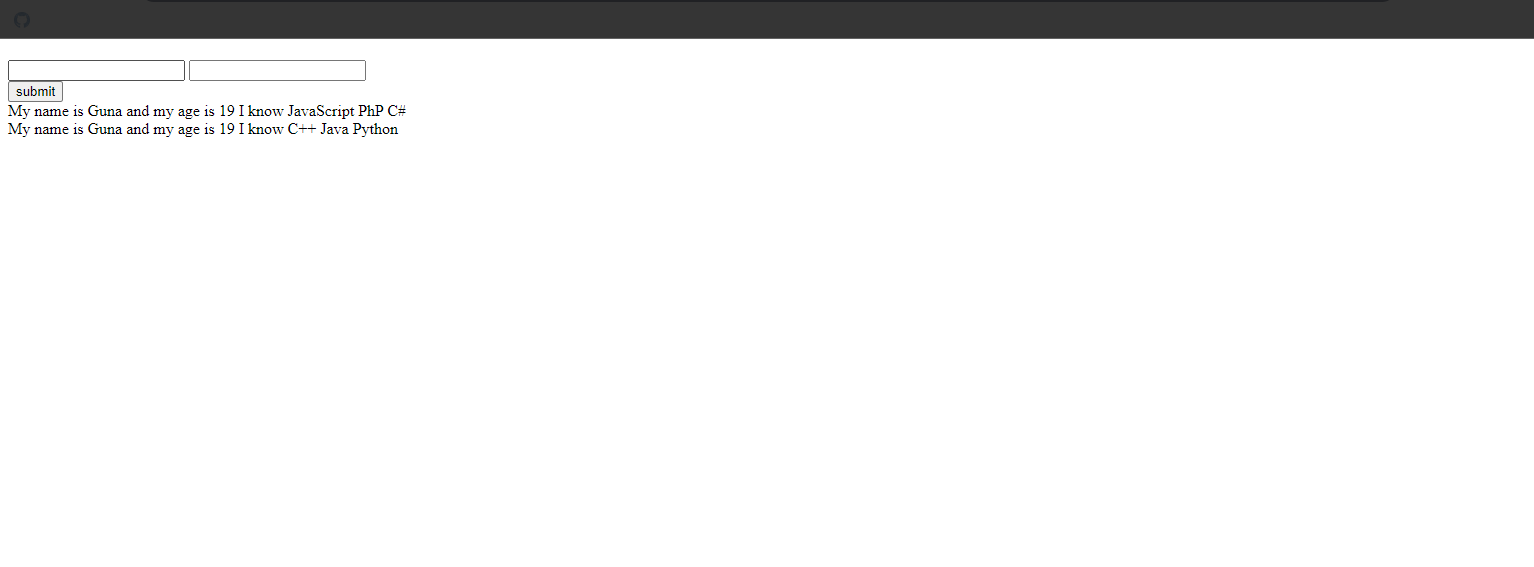 submit
My name is Guna and my age is 19 I know JavaScript PhP C#
My name is Guna and my age is 19 I know C++ Java Python